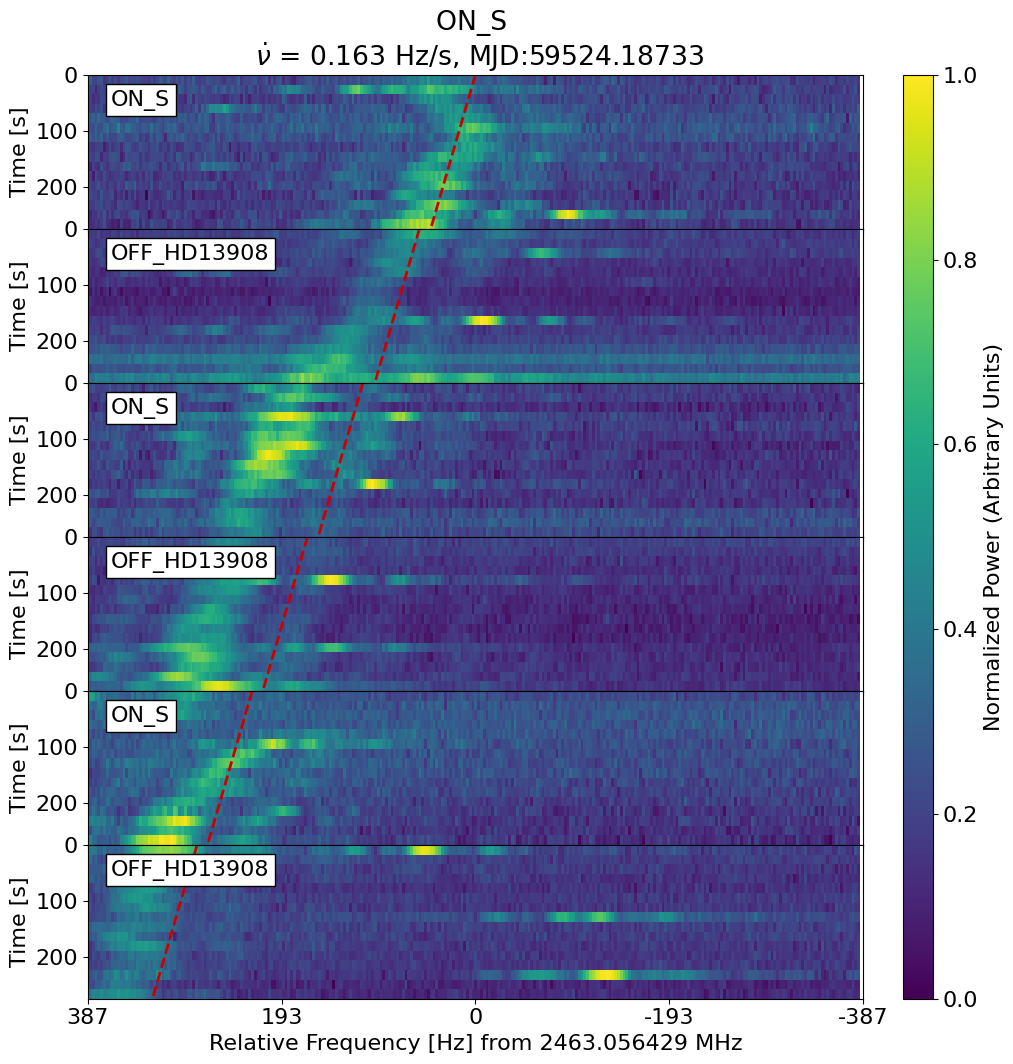 ON_S
ν̇ = 0.163 Hz/s, MJD:59524.18733
0
100
200
Time [s]
ON_S
0
100
200
Time [s]
OFF_HD13908
0
100
200
Time [s]
ON_S
0
100
200
Time [s]
OFF_HD13908
0
100
200
Time [s]
ON_S
0
100
200
Time [s]
OFF_HD13908
387
193
0
-193
-387
Relative Frequency [Hz] from 2463.056429 MHz
1.0
0.8
0.6
0.4
0.2
0.0
Normalized Power (Arbitrary Units)